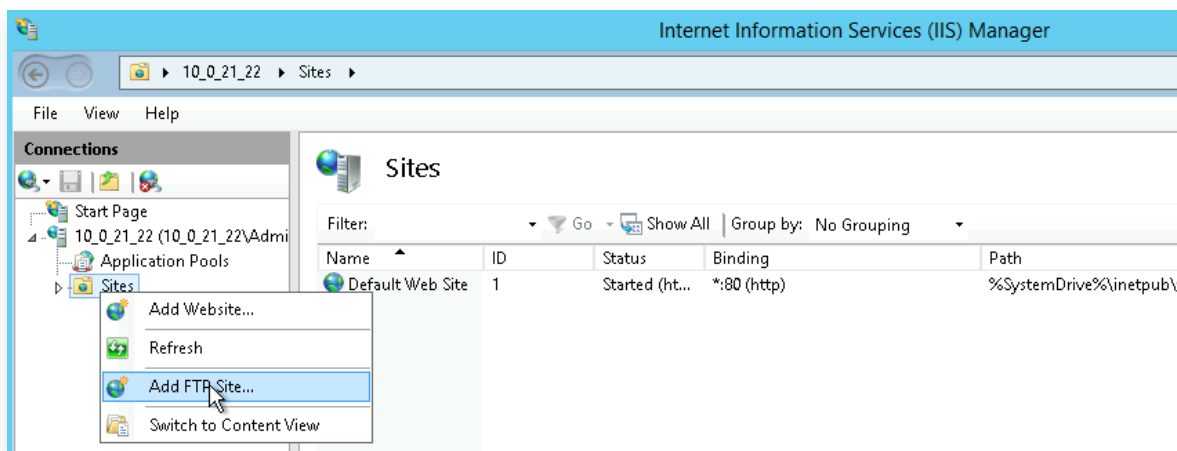 Internet Information Services (IIS) Manager
10_0_21_22 Sites
File View Help
Connections
Start Page
10_0_21_22 (10_0_21_22\Admi
Application Pools
Sites
Add Website...
Refresh
Add FTP Site...
Switch to Content View
Sites
Filter: Go Show All Group by: No Grouping
Name ID Status Binding Path
Default Web Site 1 Started (ht... *:80 (http) %SystemDrive%\inetpub\